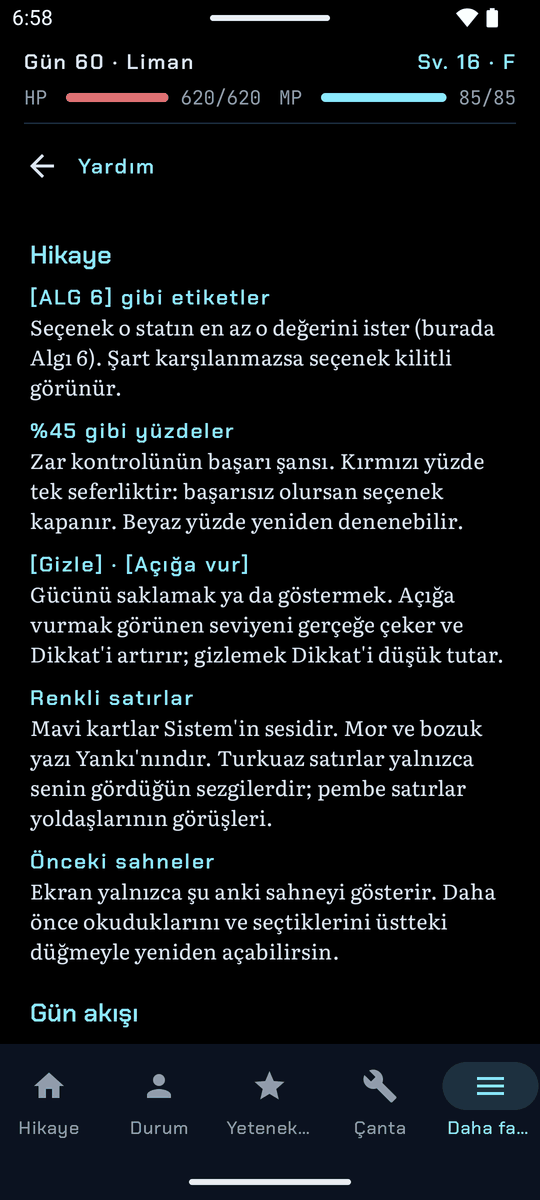 6:58
Gün 60 · Liman
Sv. 16 · F
HP 620/620 MP 85/85
Yardım
Hikaye
[ALG 6] gibi etiketler
Seçenek o statın en az o değerini ister (burada
Algı 6). Şart karşılanmazsa seçenek kilitli
görünür.
%45 gibi yüzdeler
Zar kontrolünün başarı şansı. Kırmızı yüzde
tek seferliktir: başarısız olursan seçenek
kapanır. Beyaz yüzde yeniden denenebilir.
[Gizle] · [Açığa vur]
Gücünü saklamak ya da göstermek. Açığa
vurmak görünen seviyeni gerçeğe çeker ve
Dikkat'i artırır; gizlemek Dikkat'i düşük tutar.
Renkli satırlar
Mavi kartlar Sistem'in sesidir. Mor ve bozuk
yazı Yankı'nındır. Turkuaz satırlar yalnızca
senin gördüğün sezgilerdir; pembe satırlar
yoldaşlarının görüşleri.
Önceki sahneler
Ekran yalnızca şu anki sahneyi gösterir. Daha
önce okuduklarını ve seçtiklerini üstteki
düğmeyle yeniden açabilirsin.
Gün akışı
Hikaye
Durum
Yetenek...
Çanta
Daha fa...